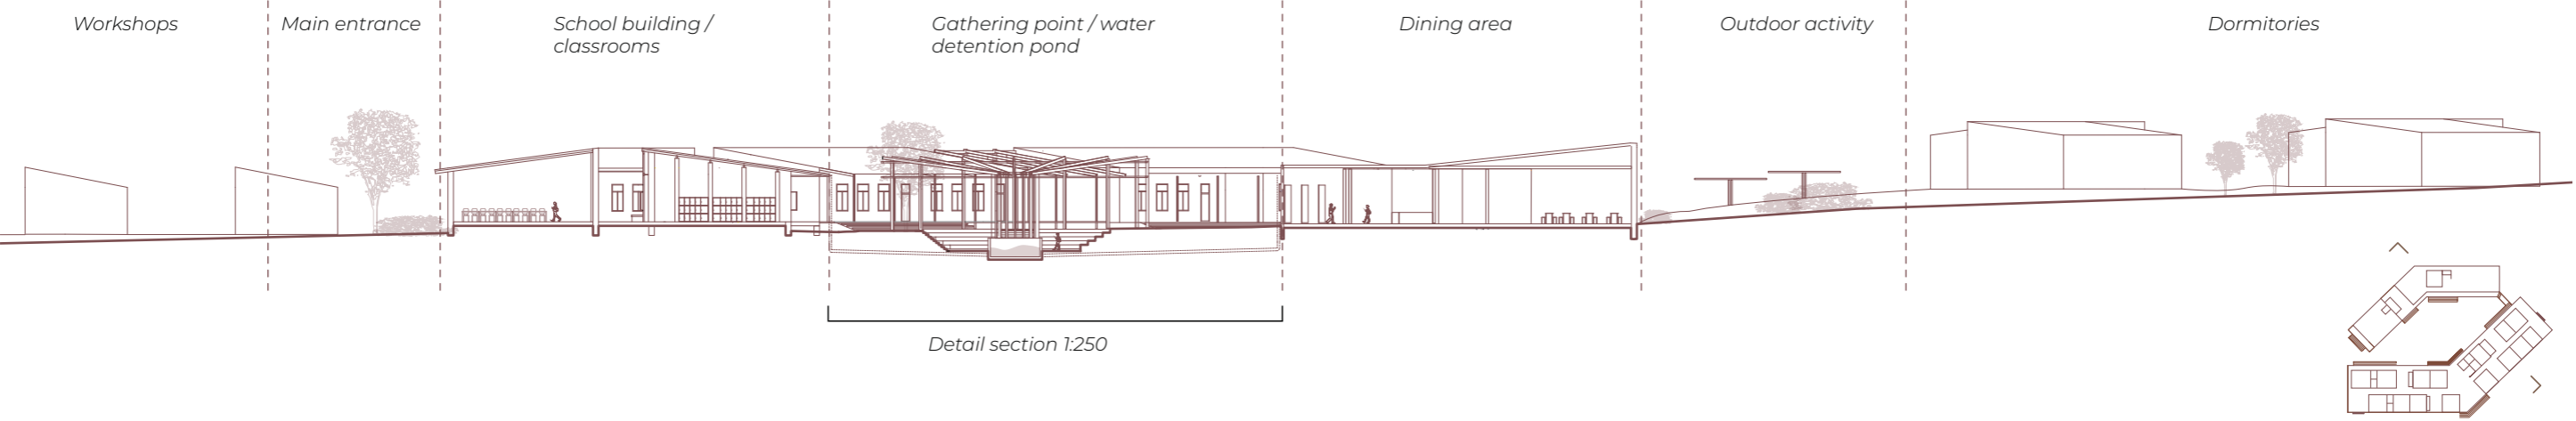 Workshops
Main entrance
School building /
classrooms
Gathering point / water
detention pond
Dining area
Outdoor activity
Dormitories
Detail section 1:250